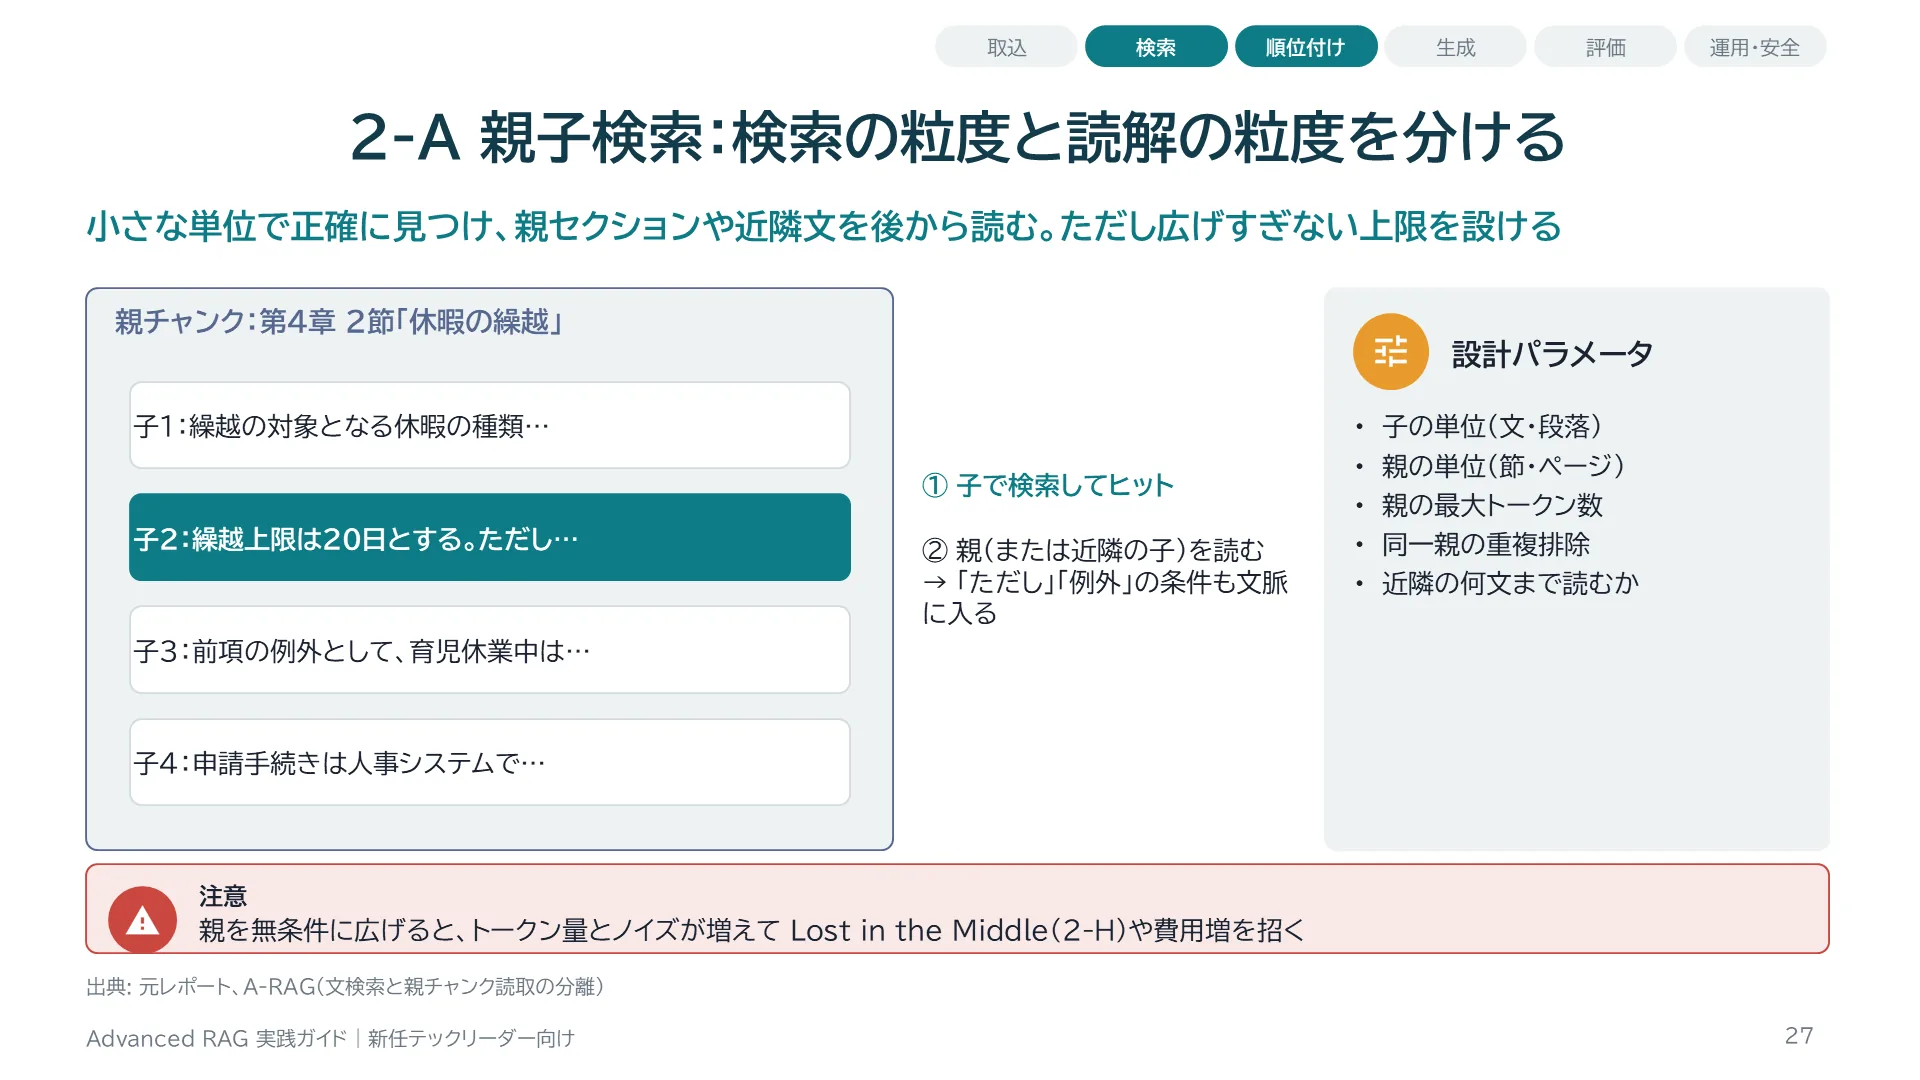 取込
検索
順位付け
生成
評価
運用・安全
2-A 親子検索：検索の粒度と読解の粒度を分ける
小さな単位で正確に見つけ、親セクションや近隣文を後から読む。ただし広げすぎない上限を設ける
親チャンク：第4章 2節「休暇の繰越」
子1：繰越の対象となる休暇の種類…
子2：繰越上限は20日とする。ただし…
子3：前項の例外として、育児休業中は…
子4：申請手続きは人事システムで…
① 子で検索してヒット
② 親（または近隣の子）を読む
→「ただし」「例外」の条件も文脈
に入る
設計パラメータ
• 子の単位（文・段落）
• 親の単位（節・ページ）
• 親の最大トークン数
• 同一親の重複排除
• 近隣の何文まで読むか
注意
親を無条件に広げると、トークン量とノイズが増えて Lost in the Middle（2-H）や費用増を招く
出典: 元レポート、A-RAG（文検索と親チャンク読取の分離）
Advanced RAG 実践ガイド｜新任テックリーダー向け
27